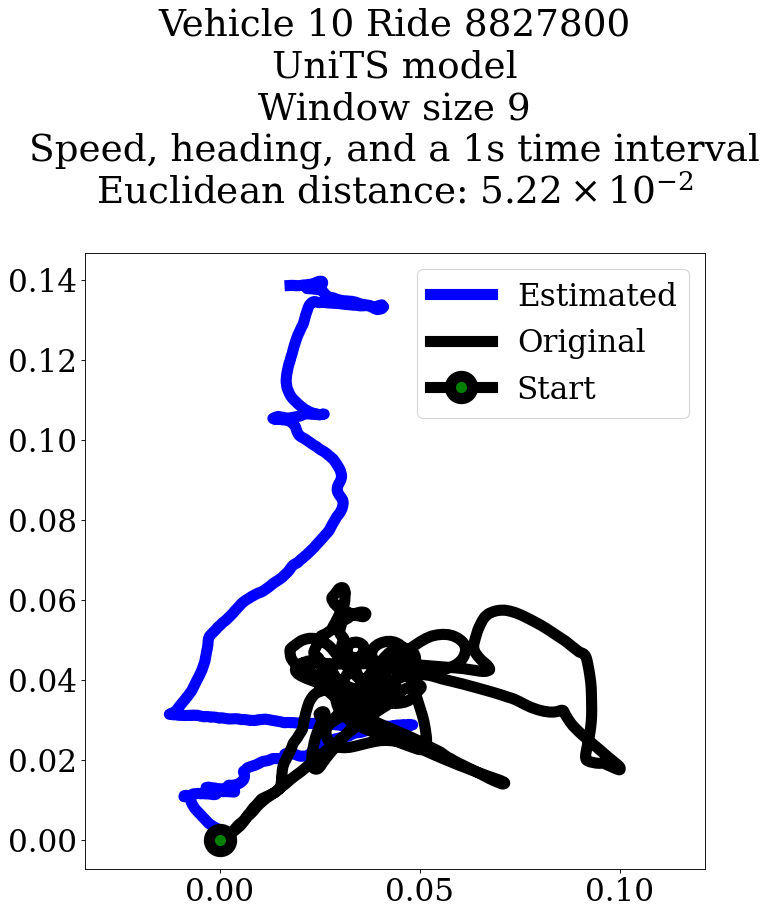 Vehicle 10 Ride 8827800
UniTS model
Window size 9
Speed, heading, and a 1s time interval
Euclidean distance: 5.22 × 10⁻²
0.14
0.12
0.10
0.08
0.06
0.04
0.02
0.00
Estimated
Original
Start
0.00 0.05 0.10